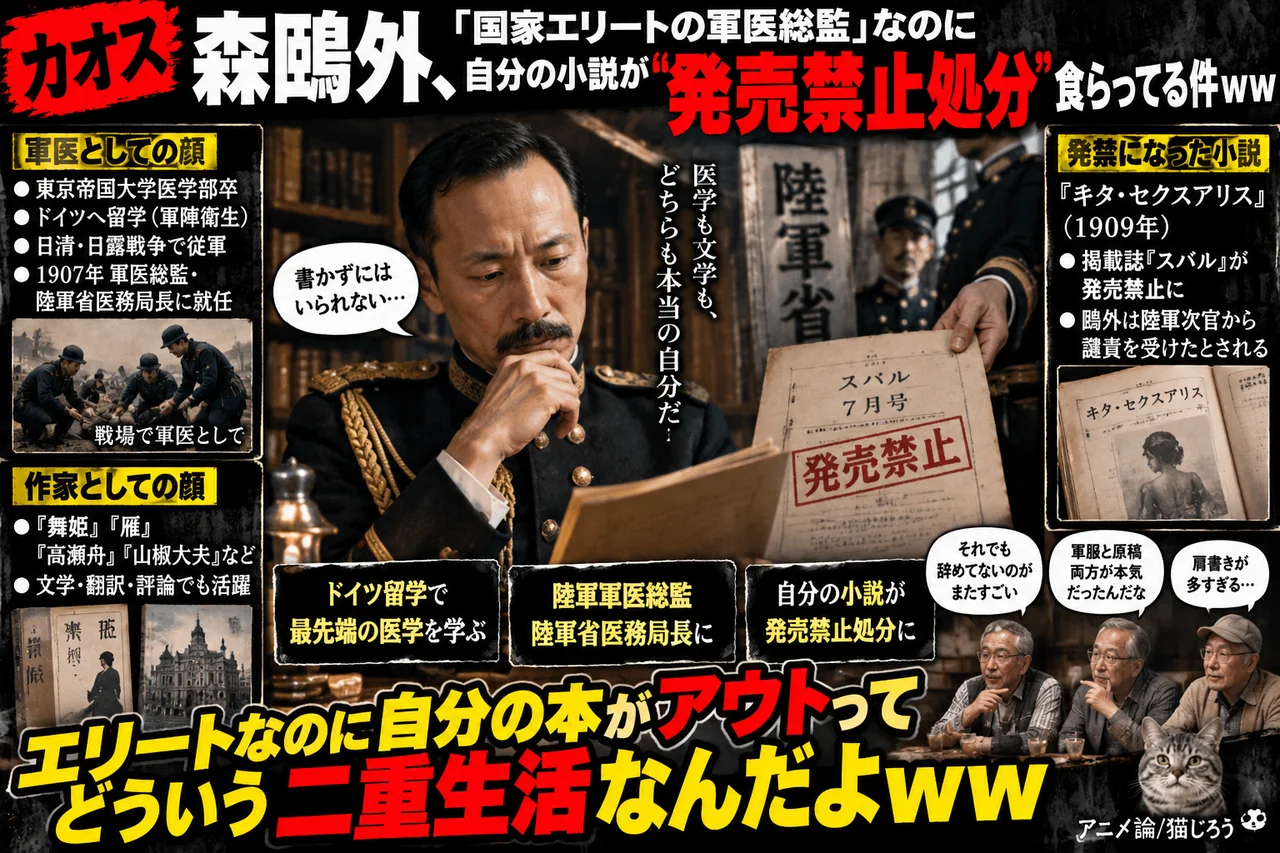 カオス
森鷗外、
「国家エリートの軍医総監」なのに
自分の小説が"発売禁止処分"食らってる件ww
軍医としての顔
● 東京帝国大学医学部卒
● ドイツへ留学(軍陣衛生)
● 日清・日露戦争で従軍
● 1907年 軍医総監・
陸軍省医務局長に就任
戦場で軍医として
作家としての顔
● 『舞姫』『雁』
『高瀬舟』『山椒大夫』など
● 文学・翻訳・評論でも活躍
書かずには
いられない…
医学も文学も、
どちらも本当の自分だ…
陸軍省
スバル
7月号
発売禁止
発禁になった小説
『キタ・セクスアリス』
(1909年)
● 掲載誌『スバル』が
発売禁止に
● 鷗外は陸軍次官から
譴責を受けたとされる
キタ・セクスアリス
ドイツ留学で
最先端の医学を学ぶ
陸軍軍医総監
陸軍省医務局長に
自分の小説が
発売禁止処分に
それでも
辞めてないのが
またすごい
軍服と原稿
両方が本気
だったんだな
肩書きが
多すぎる…
エリートなのに自分の本がアウトって
どういう二重生活なんだよww
アニメ論/猫じろう